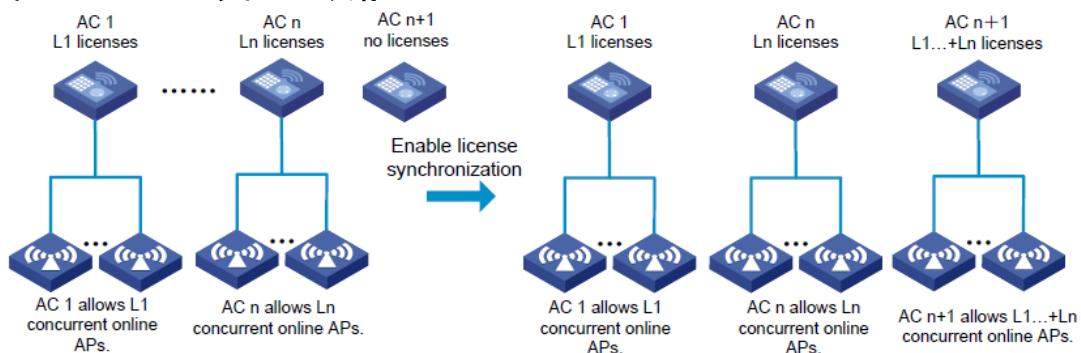 AC 1
L1 licenses
AC n
Ln licenses
AC n+1
no licenses
AC 1
L1 licenses
AC n
Ln licenses
AC n＋1
L1...+Ln licenses
......
Enable license
synchronization
...
...
...
...
...
AC 1 allows L1
concurrent online
APs.
AC n allows Ln
concurrent online APs.
AC 1 allows L1
concurrent online
APs.
AC n allows Ln
concurrent online
APs.
AC n+1 allows L1...+Ln
concurrent online APs.